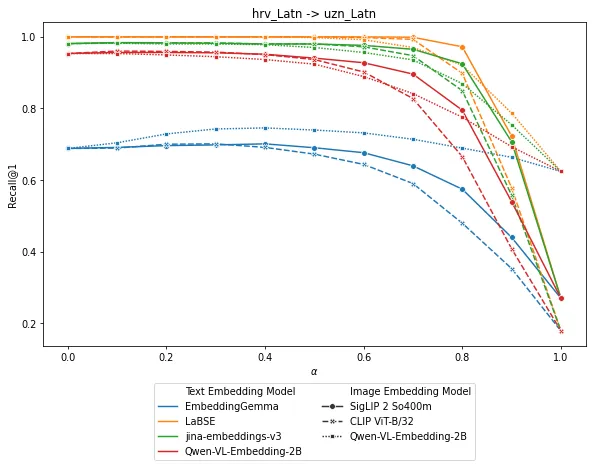 hrv_Latn -> uzn_Latn
Recall@1
1.0
0.8
0.6
0.4
0.2
0.0 0.2 0.4 0.6 0.8 1.0
α
Text Embedding Model Image Embedding Model
EmbeddingGemma SigLIP 2 So400m
LaBSE CLIP ViT-B/32
jina-embeddings-v3 Qwen-VL-Embedding-2B
Qwen-VL-Embedding-2B